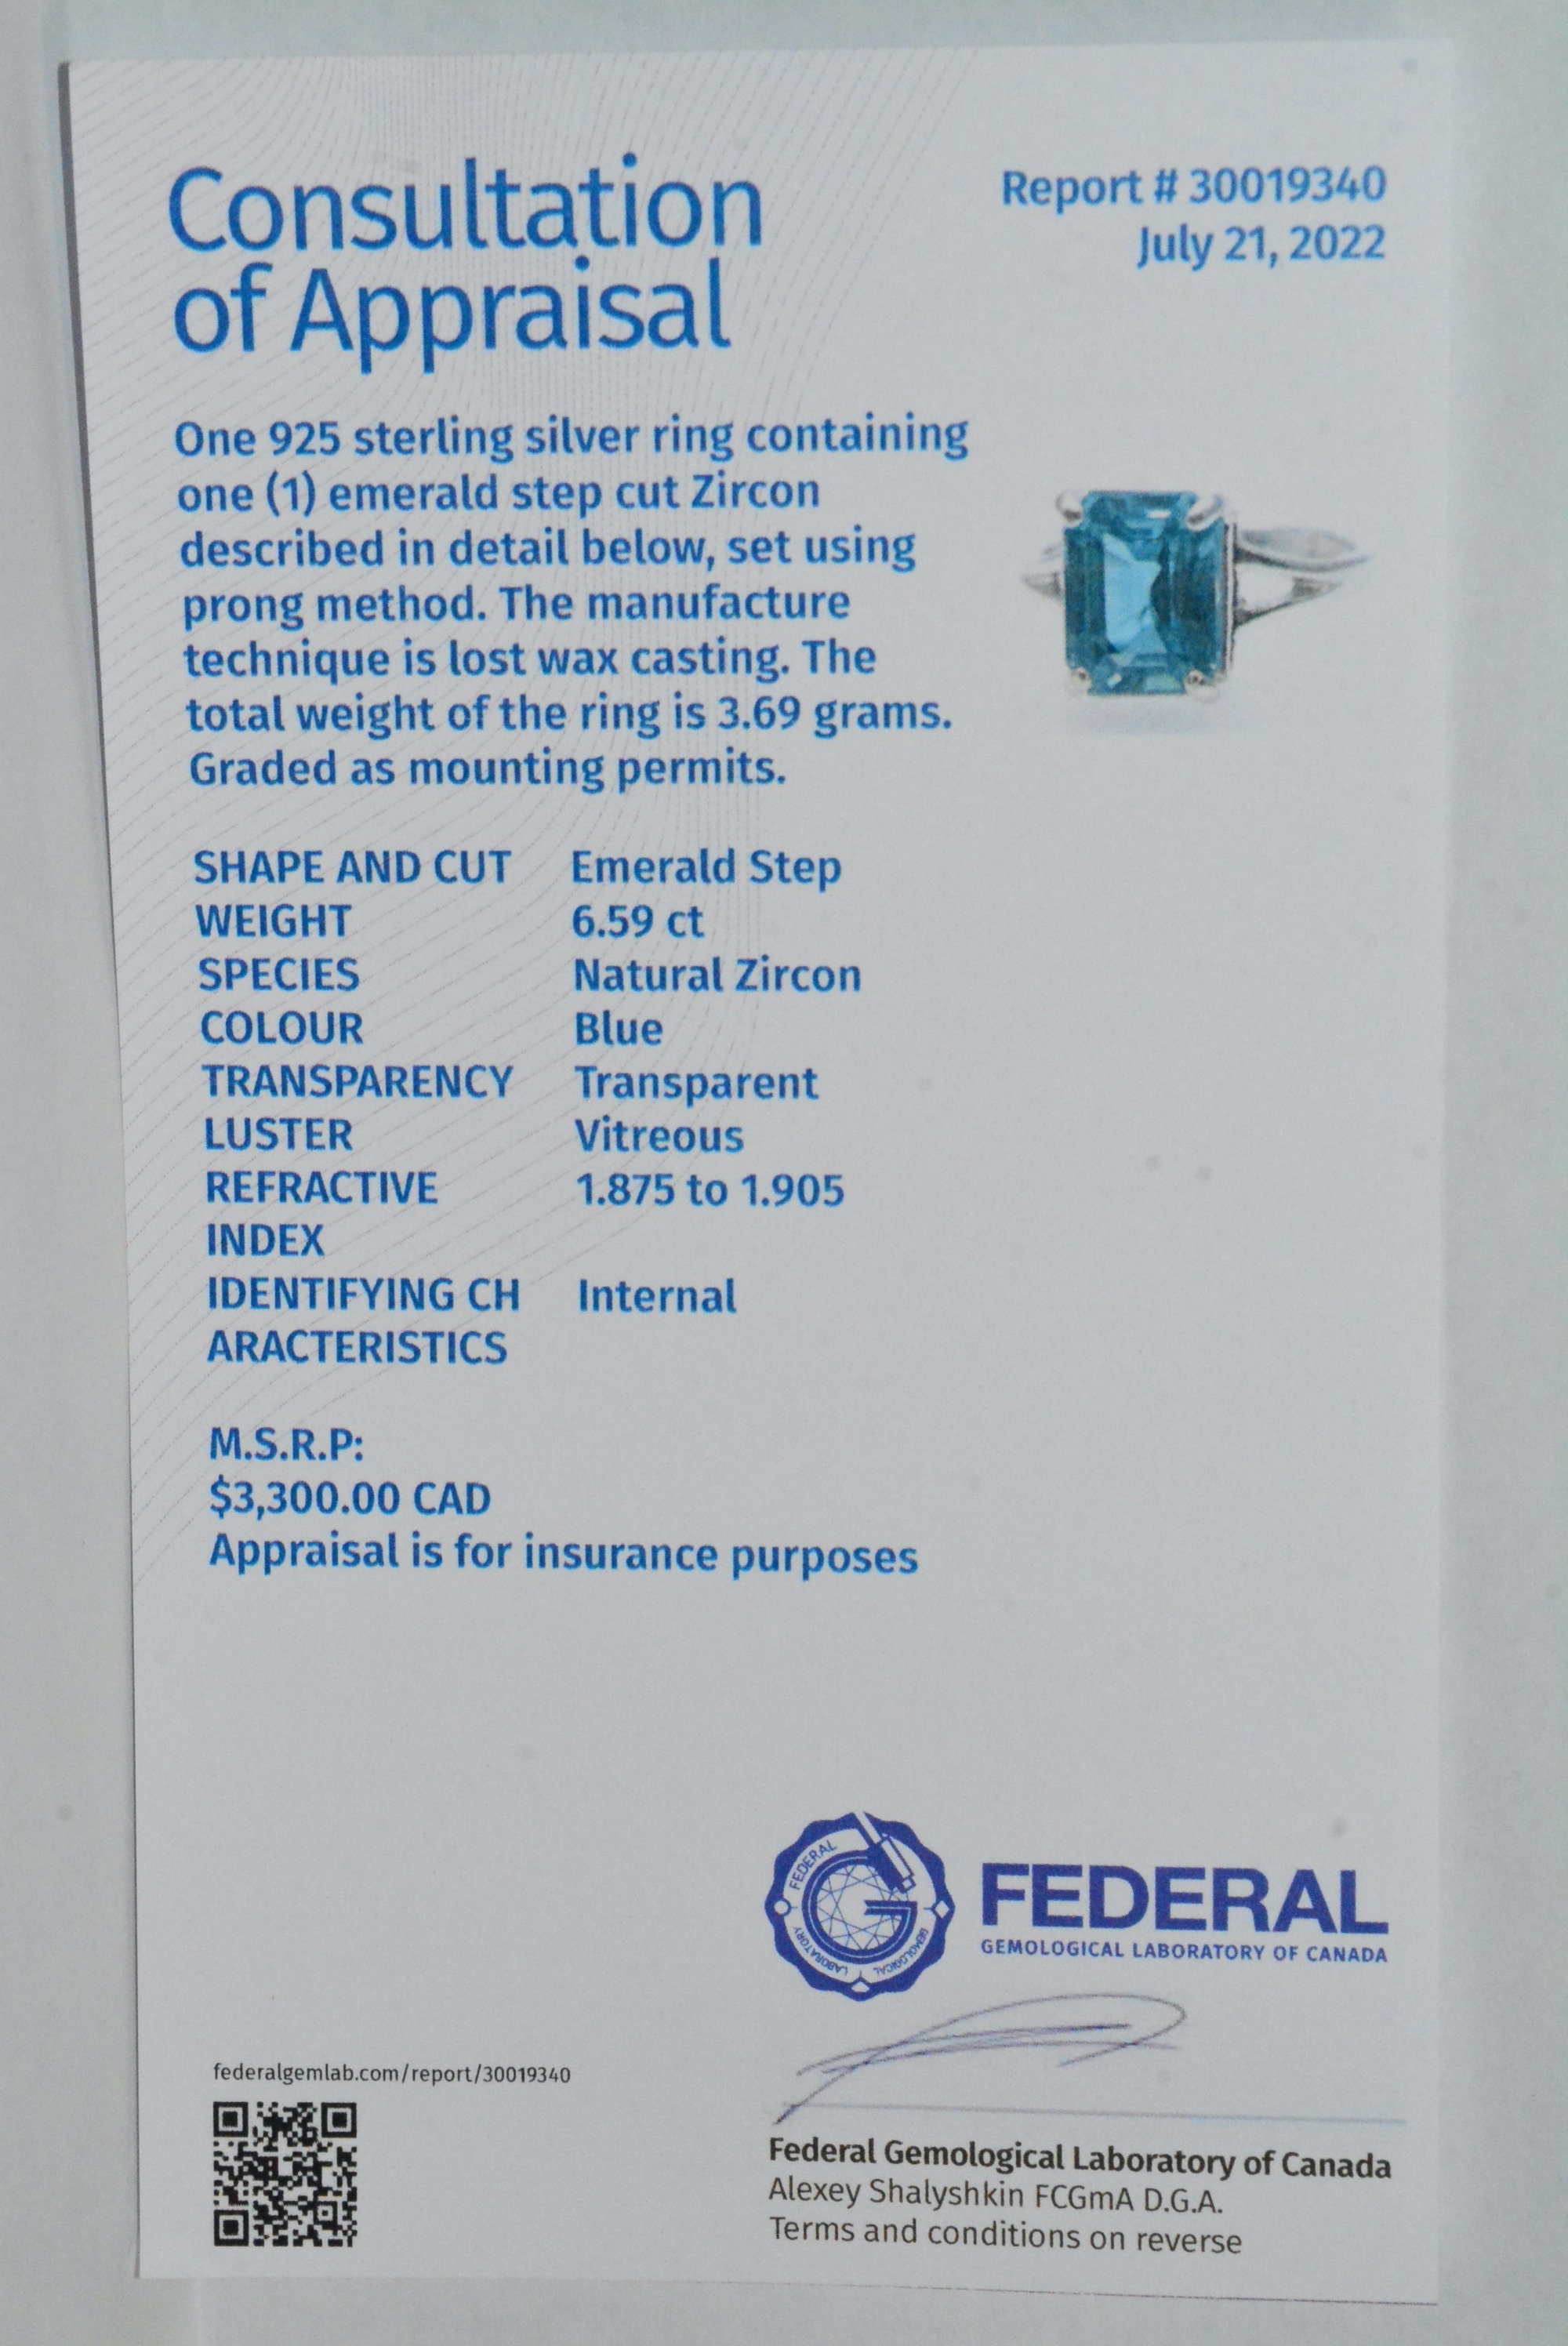 Consultation
of Appraisal
Report # 30019340
July 21, 2022
One 925 sterling silver ring containing
one (1) emerald step cut Zircon
described in detail below, set using
prong method. The manufacture
technique is lost wax casting. The
total weight of the ring is 3.69 grams.
Graded as mounting permits.
SHAPE AND CUT Emerald Step
WEIGHT 6.59 ct
SPECIES Natural Zircon
COLOUR Blue
TRANSPARENCY Transparent
LUSTER Vitreous
REFRACTIVE 1.875 to 1.905
INDEX
IDENTIFYING CH Internal
ARACTERISTICS
M.S.R.P:
$3,300.00 CAD
Appraisal is for insurance purposes
FEDERAL
GEMOLOGICAL
LABORATORY
G
FEDERAL
GEMOLOGICAL LABORATORY OF CANADA
federalgemlab.com/report/30019340
Federal Gemological Laboratory of Canada
Alexey Shalyshkin FCGmA D.G.A.
Terms and conditions on reverse